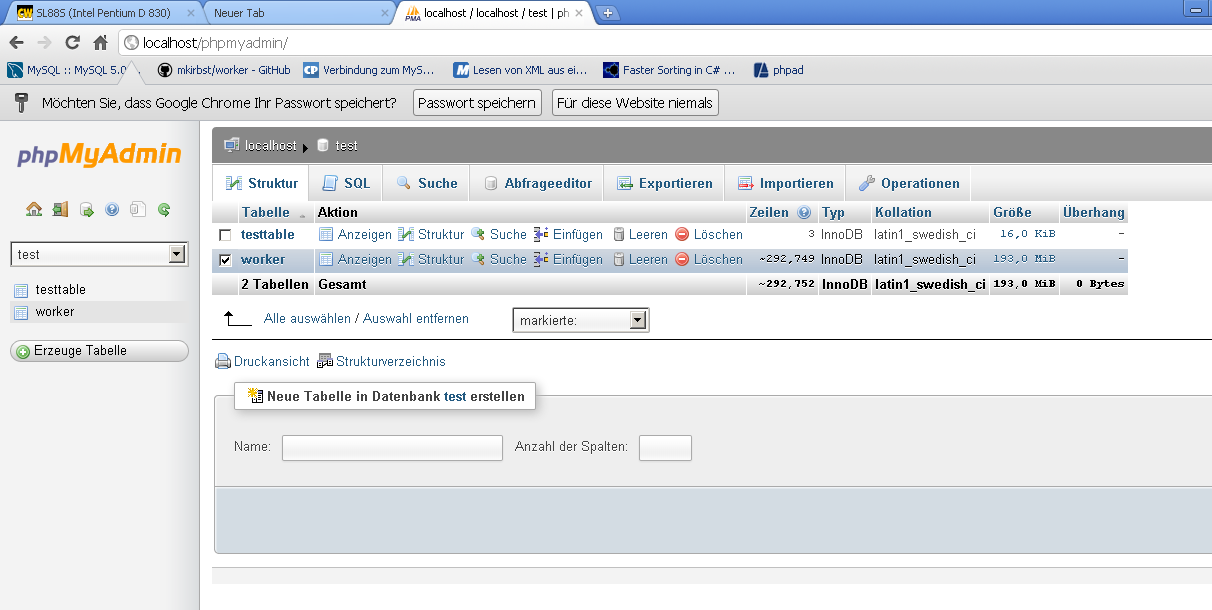 SL88S (Intel Pentium D 830)
Neuer Tab
localhost / localhost / test | ph
localhost/phpmyadmin/
MySQL :: MySQL 5.0
mkirbst/worker - GitHub
Verbindung zum MyS...
Lesen von XML aus ei...
Faster Sorting in C# ...
phpad
Möchten Sie, dass Google Chrome Ihr Passwort speichert?
Passwort speichern
Für diese Website niemals
phpMyAdmin
test
testtable
worker
Erzeuge Tabelle
localhost
test
Struktur
SQL
Suche
Abfrageeditor
Exportieren
Importieren
Operationen
Tabelle Aktion Zeilen Typ Kollation Größe Überhang
testtable Anzeigen Struktur Suche Einfügen Leeren Löschen 3 InnoDB latin1_swedish_ci 16,0 KiB -
worker Anzeigen Struktur Suche Einfügen Leeren Löschen ~292,749 InnoDB latin1_swedish_ci 193,0 MiB -
2 Tabellen Gesamt ~292,752 InnoDB latin1_swedish_ci 193,0 MiB 0 Bytes
Alle auswählen / Auswahl entfernen
markierte:
Druckansicht Strukturverzeichnis
Neue Tabelle in Datenbank test erstellen
Name:
Anzahl der Spalten: